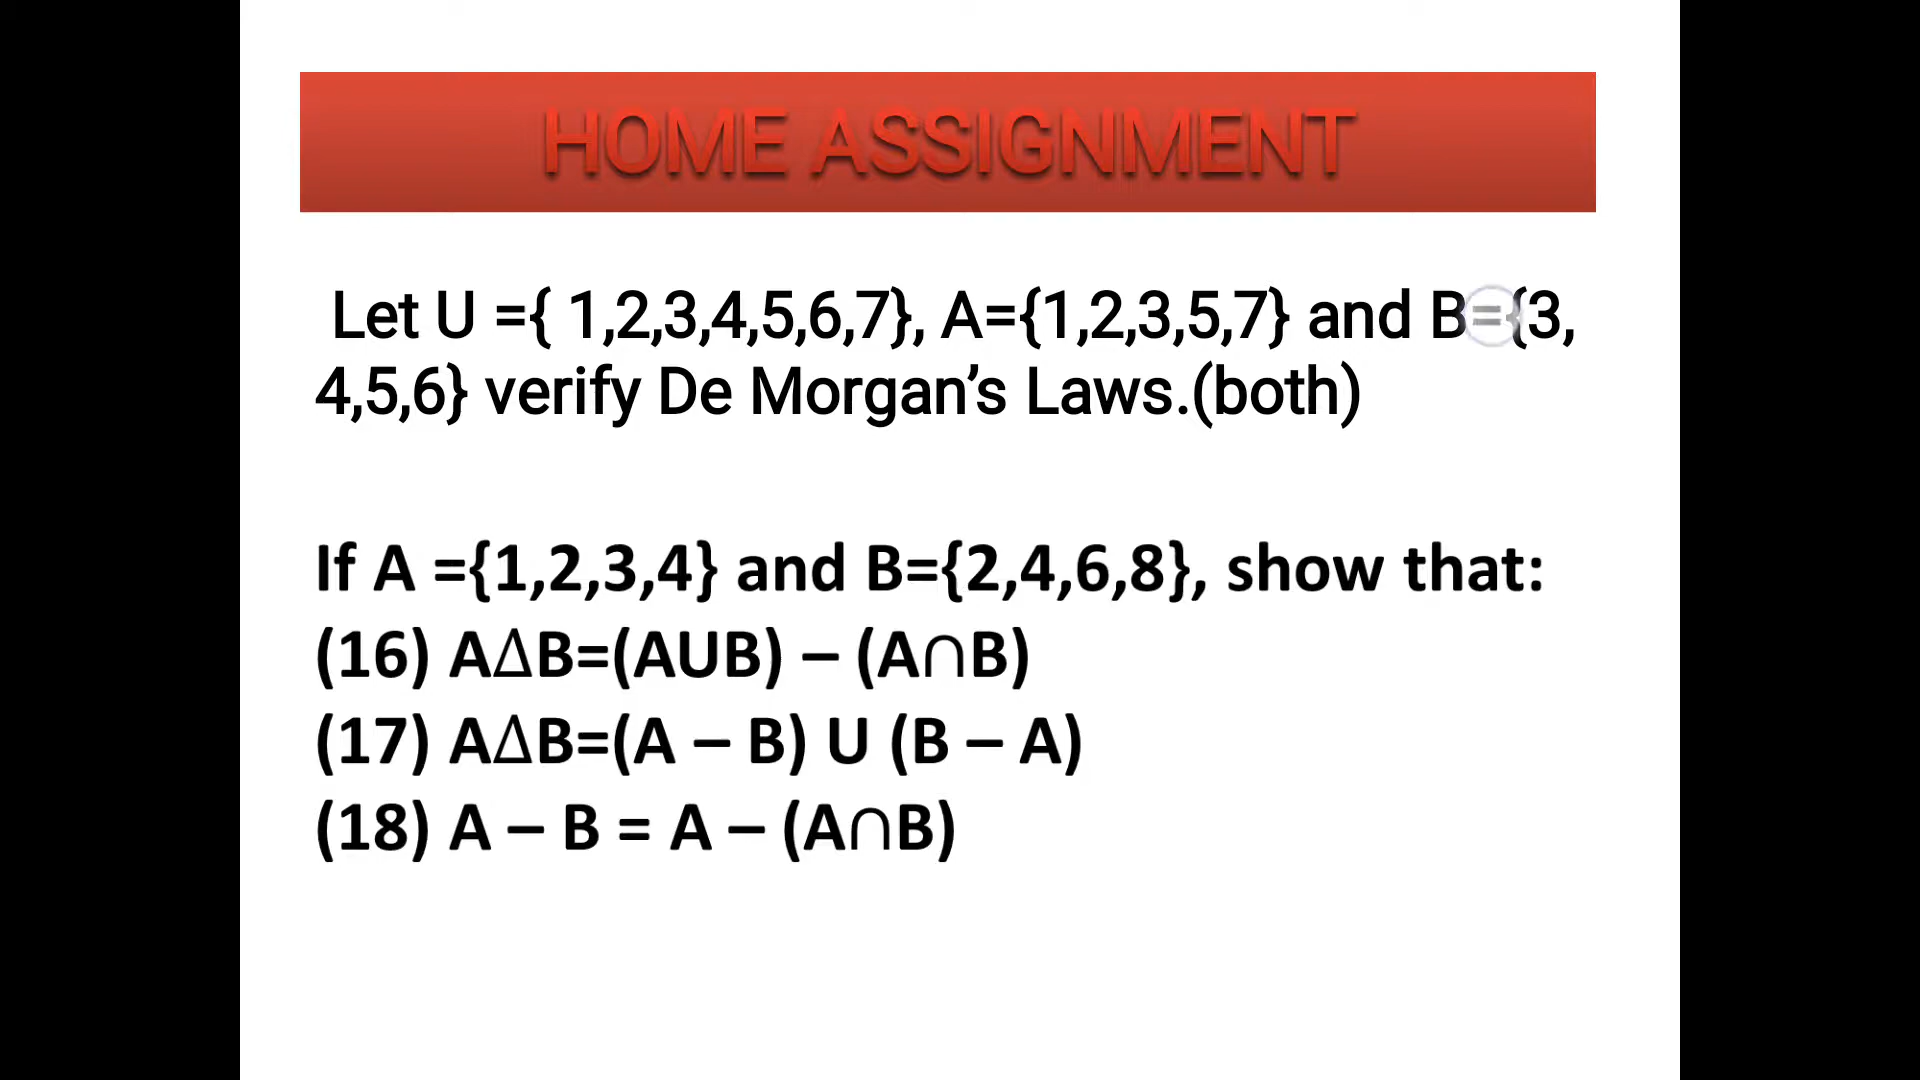 HOME ASSIGNMENT
Let U ={ 1,2,3,4,5,6,7}, A={1,2,3,5,7} and B={3,
4,5,6} verify De Morgan’s Laws.(both)
If A ={1,2,3,4} and B={2,4,6,8}, show that:
(16) A∆B=(AUB) – (A∩B)
(17) A∆B=(A – B) U (B – A)
(18) A – B = A – (A∩B)